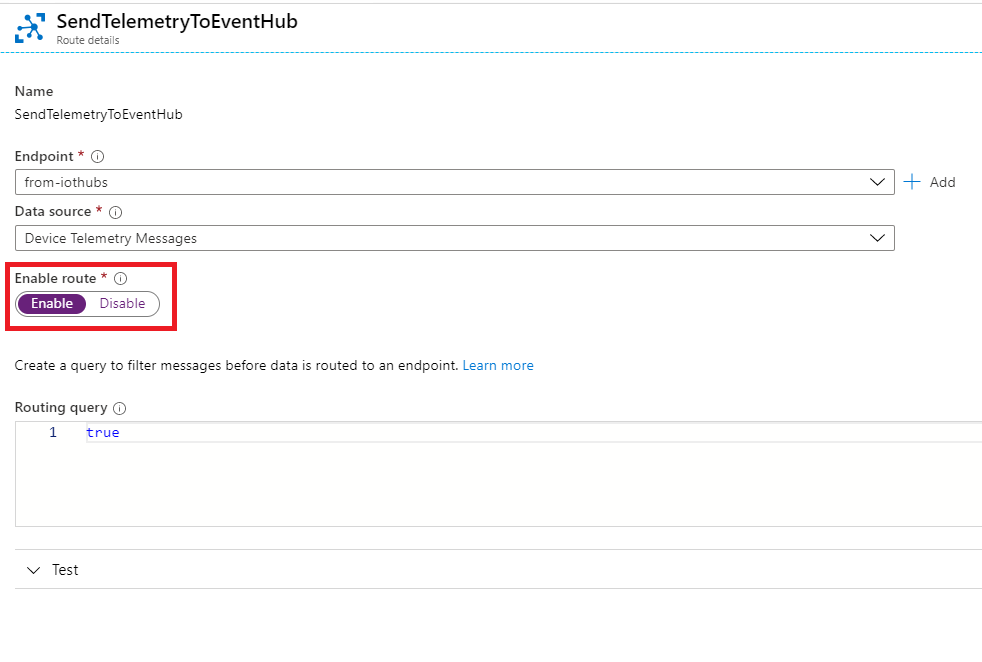 SendTelemetryToEventHub
Route details
Name
SendTelemetryToEventHub
Endpoint *
from-iothubs
Add
Data source *
Device Telemetry Messages
Enable route *
Enable Disable
Create a query to filter messages before data is routed to an endpoint. Learn more
Routing query
1 true
Test